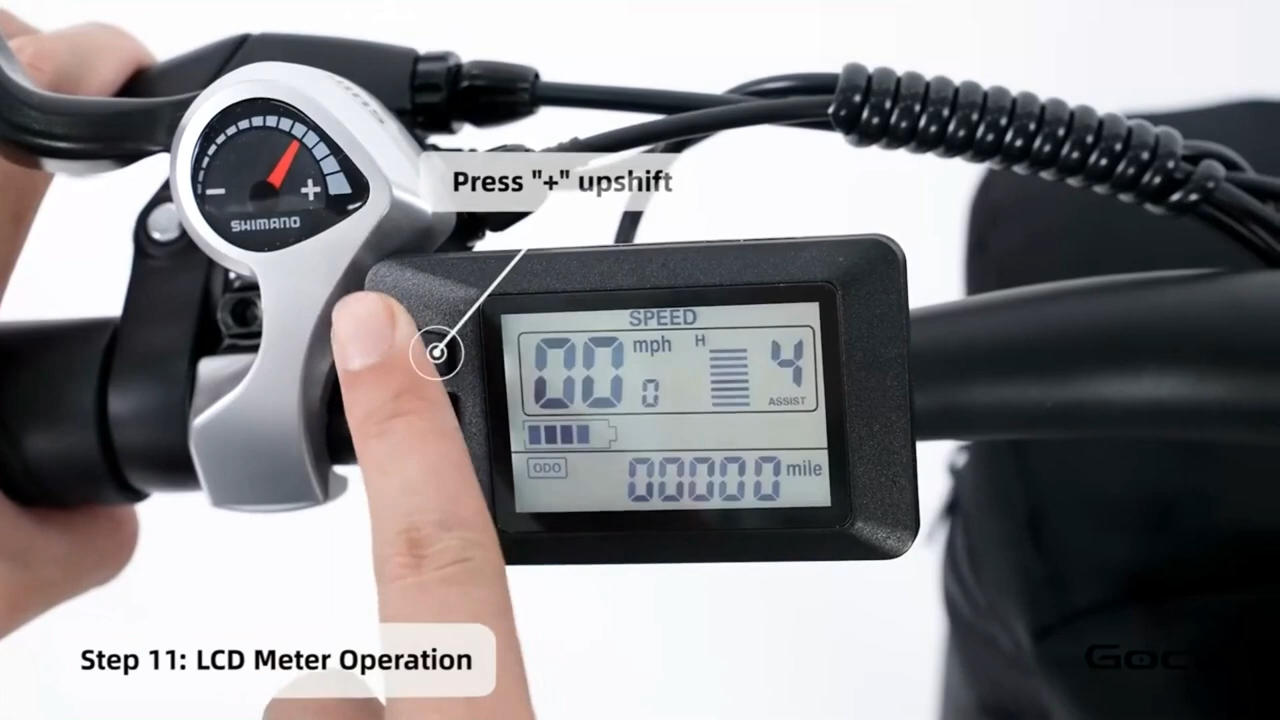 SHIMANO
Press "+" upshift
SPEED
00 mph
0
H
4
ASSIST
ODO
00000 mile
Step 11: LCD Meter Operation